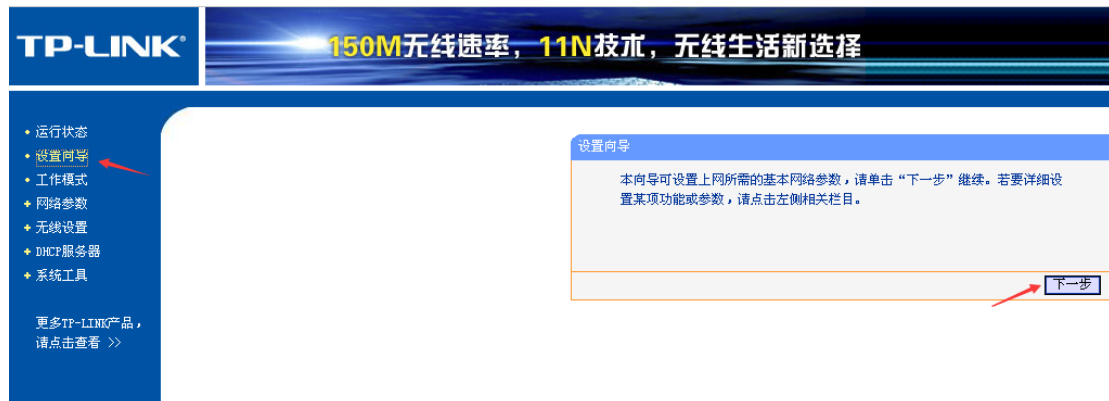 TP-LINK®
150M无线速率，11N技术，无线生活新选择
运行状态
设置向导
工作模式
网络参数
无线设置
DHCP服务器
系统工具
更多TP-LINK产品，
请点击查看 >>
设置向导
本向导可设置上网所需的基本网络参数，请单击“下一步”继续。若要详细设
置某项功能或参数，请点击左侧相关栏目。
下一步